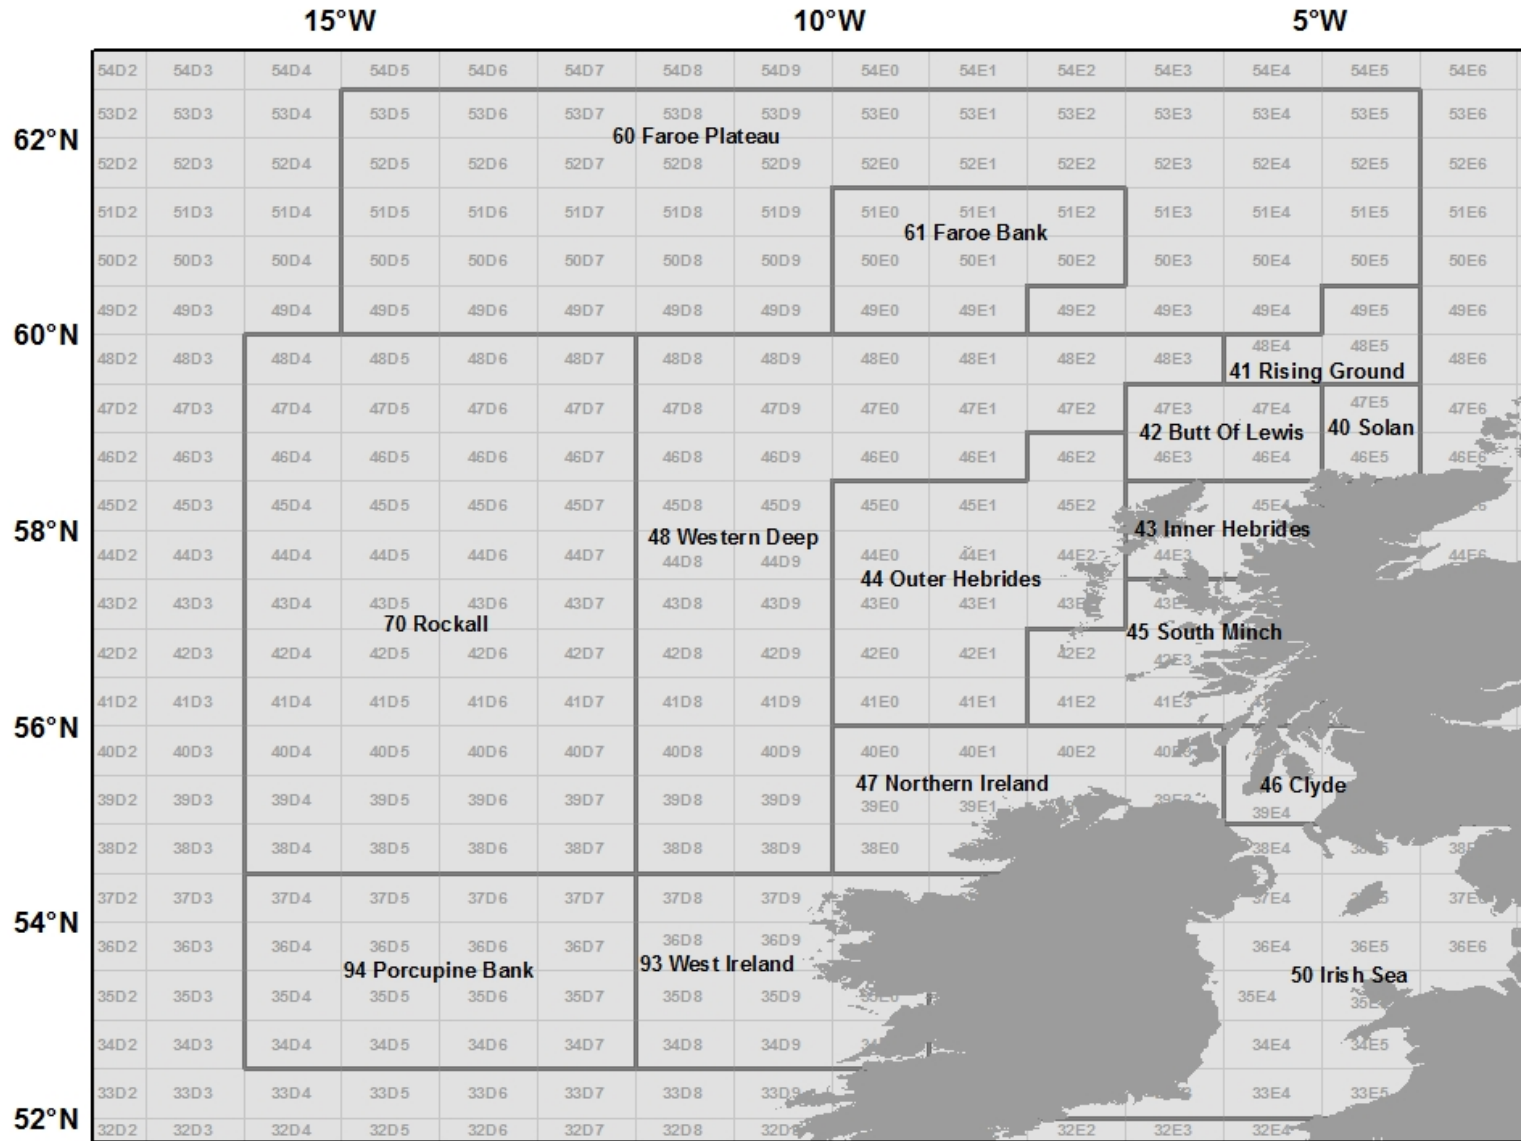 15°W 10°W 5°W
54D2 54D3 54D4 54D5 54D6 54D7 54D8 54D9 54E0 54E1 54E2 54E3 54E4 54E5 54E6
53D2 53D3 53D4 53D5 53D6 53D7 53D8 53D9 53E0 53E1 53E2 53E3 53E4 53E5 53E6
62°N 60 Faroe Plateau
52D2 52D3 52D4 52D5 52D6 52D7 52D8 52D9 52E0 52E1 52E2 52E3 52E4 52E5 52E6
51D2 51D3 51D4 51D5 51D6 51D7 51D8 51D9 51E0 51E1 51E2 51E3 51E4 51E5 51E6
61 Faroe Bank
50D2 50D3 50D4 50D5 50D6 50D7 50D8 50D9 50E0 50E1 50E2 50E3 50E4 50E5 50E6
49D2 49D3 49D4 49D5 49D6 49D7 49D8 49D9 49E0 49E1 49E2 49E3 49E4 49E5 49E6
60°N
48D2 48D3 48D4 48D5 48D6 48D7 48D8 48D9 48E0 48E1 48E2 48E3 48E4 48E5 48E6
41 Rising Ground
47D2 47D3 47D4 47D5 47D6 47D7 47D8 47D9 47E0 47E1 47E2 47E3 47E4 47E5 47E6
42 Butt Of Lewis 40 Solan
46D2 46D3 46D4 46D5 46D6 46D7 46D8 46D9 46E0 46E1 46E2 46E3 46E4 46E5 46E6
45D2 45D3 45D4 45D5 45D6 45D7 45D8 45D9 45E0 45E1 45E2 45E4
58°N 48 Western Deep 43 Inner Hebrides
44D2 44D3 44D4 44D5 44D6 44D7 44D8 44D9 44E0 44E1 44E2 44E3 44E6
44 Outer Hebrides
43D2 43D3 43D4 43D5 43D6 43D7 43D8 43D9 43E0 43E1
70 Rockall 45 South Minch
42D2 42D3 42D4 42D5 42D6 42D7 42D8 42D9 42E0 42E1 42E2 42E3
41D2 41D3 41D4 41D5 41D6 41D7 41D8 41D9 41E0 41E1 41E2 41E3
56°N
40D2 40D3 40D4 40D5 40D6 40D7 40D8 40D9 40E0 40E1 40E2
47 Northern Ireland 46 Clyde
39D2 39D3 39D4 39D5 39D6 39D7 39D8 39D9 39E0 39E1 39E4
38D2 38D3 38D4 38D5 38D6 38D7 38D8 38D9 38E0 38E4
37D2 37D3 37D4 37D5 37D6 37D7 37D8 37D9 37E4
54°N
36D2 36D3 36D4 36D5 36D6 36D7 36D8 36D9 36E4 36E5 36E6
94 Porcupine Bank 93 West Ireland 50 Irish Sea
35D2 35D3 35D4 35D5 35D6 35D7 35D8 35D9 35E0 35E4
34D2 34D3 34D4 34D5 34D6 34D7 34D8 34D9 34E4 34E5
33D2 33D3 33D4 33D5 33D6 33D7 33D8 33D9 33E4 33E5
52°N
32D2 32D3 32D4 32D5 32D6 32D7 32D8 32E2 32E3 32E4